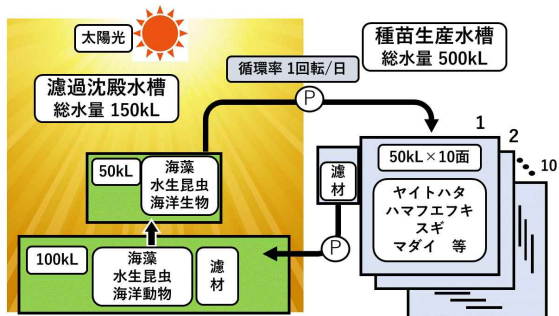 太陽光
濾過沈殿水槽
総水量 150kL
循環率 1回転/日
種苗生産水槽
総水量 500kL
P
50kL
海藻
水生昆虫
海洋生物
100kL
海藻
水生昆虫
海洋動物
濾
材
P
濾
材
1
2
10
50kL×10面
ヤイトハタ
ハマフエフキ
スギ
マダイ 等